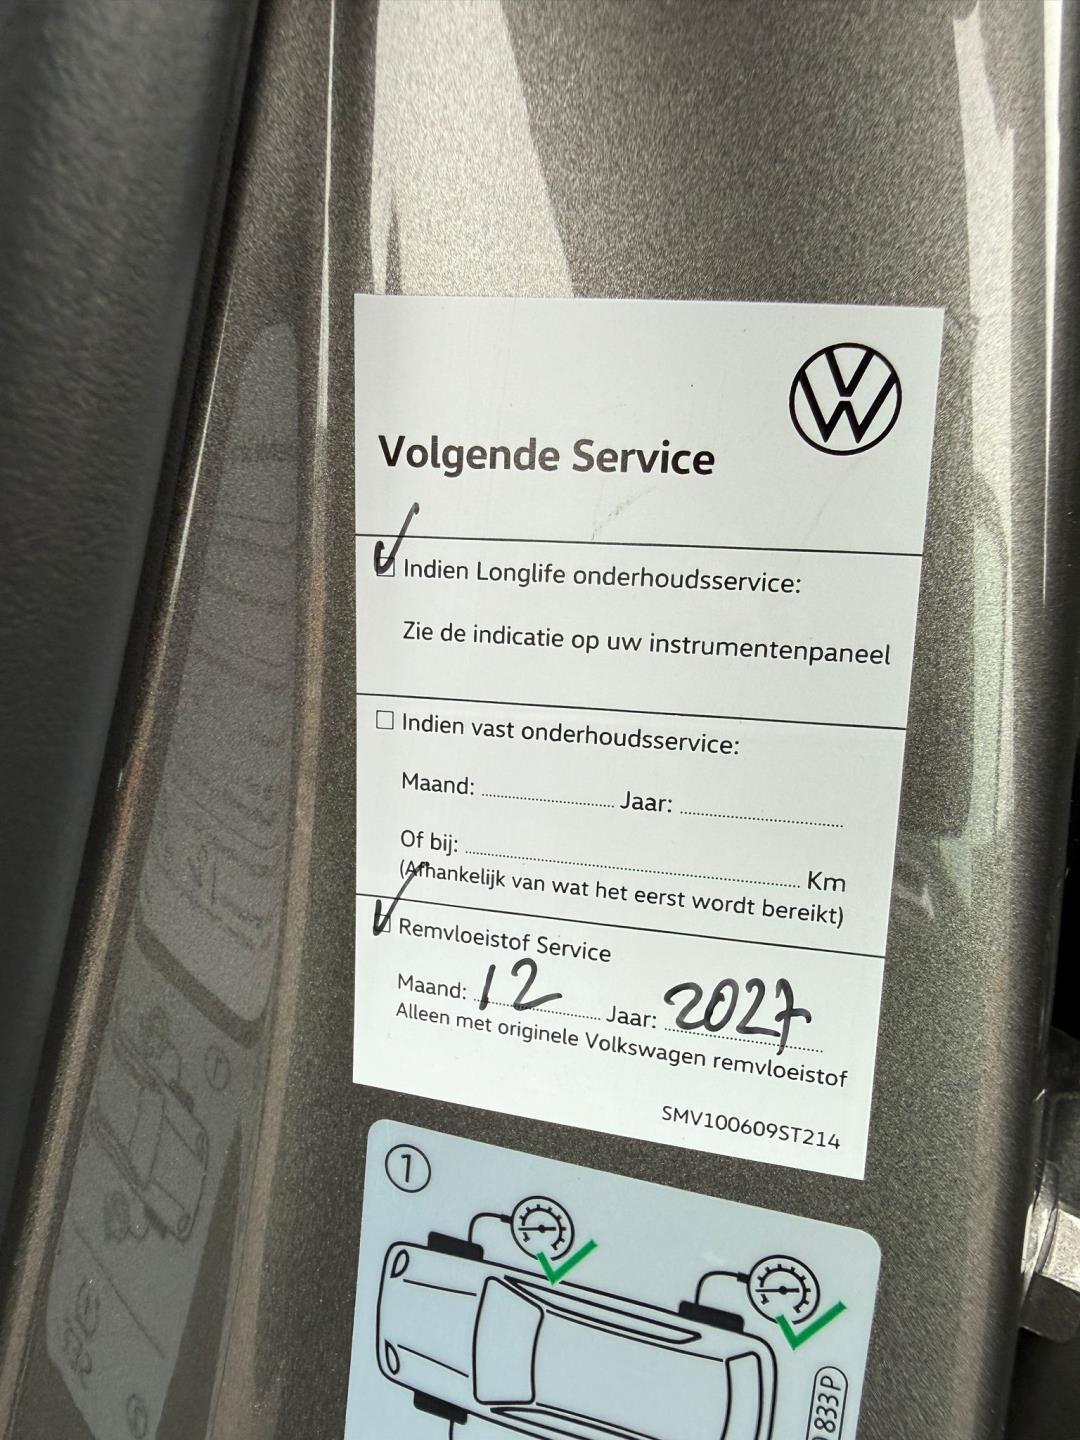 Volgende Service
Indien Longlife onderhoudsservice:
Zie de indicatie op uw instrumentenpaneel
Indien vast onderhoudsservice:
Maand: .................... Jaar: ....................
Of bij: .................... Km
(Afhankelijk van wat het eerst wordt bereikt)
Remvloeistof Service
Maand: 12 Jaar: 2027
Alleen met originele Volkswagen remvloeistof
SMV100609ST214
1
833P